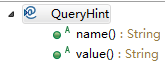 QueryHint
name() : String
value() : String